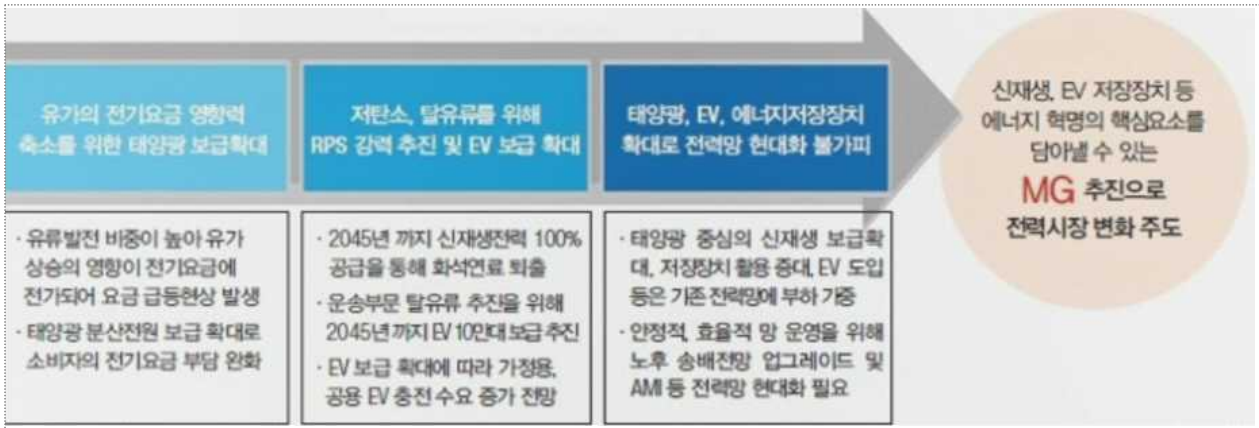 유가의 전기요금 영향력
축소를 위한 태양광 보급확대
저탄소, 탈유류를 위해
RPS 강력 추진 및 EV 보급 확대
태양광, EV, 에너지저장장치
확대로 전력망 현대화 불가피
신재생, EV 저장장치 등
에너지 혁명의 핵심요소를
담아낼 수 있는
MG 추진으로
전력시장 변화 주도
· 유류발전 비중이 높아 유가
상승의 영향이 전기요금에
전가되어 요금 급등현상 발생
· 태양광 분산전원 보급 확대로
소비자의 전기요금 부담 완화
· 2045년 까지 신재생전력 100%
공급을 통해 화석연료 퇴출
· 운송부문 탈유류 추진을 위해
2045년까지 EV 10만대 보급 추진
· EV 보급 확대에 따라 가정용,
공용 EV 충전 수요 증가 전망
· 태양광 중심의 신재생 보급확
대, 저장장치 활용 증대, EV 도입
등은 기존 전력망에 부하 가중
· 안정적, 효율적 망 운영을 위해
노후 송배전망 업그레이드 및
AMI 등 전력망 현대화 필요